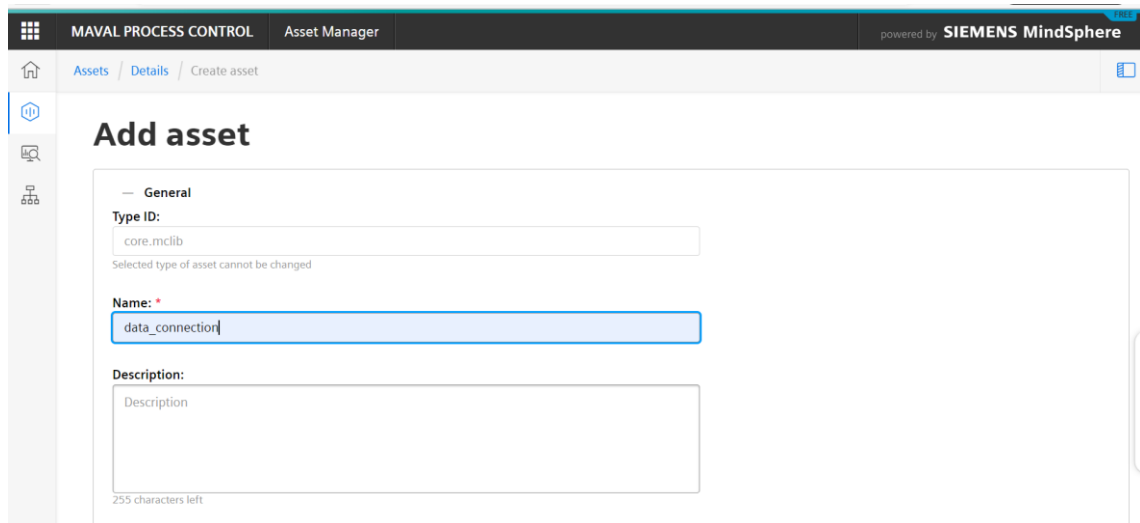 FREE
MAVAL PROCESS CONTROL Asset Manager powered by SIEMENS MindSphere
Assets / Details / Create asset
Add asset
— General
Type ID:
core.mclib
Selected type of asset cannot be changed
Name: *
data_connection
Description:
Description
255 characters left